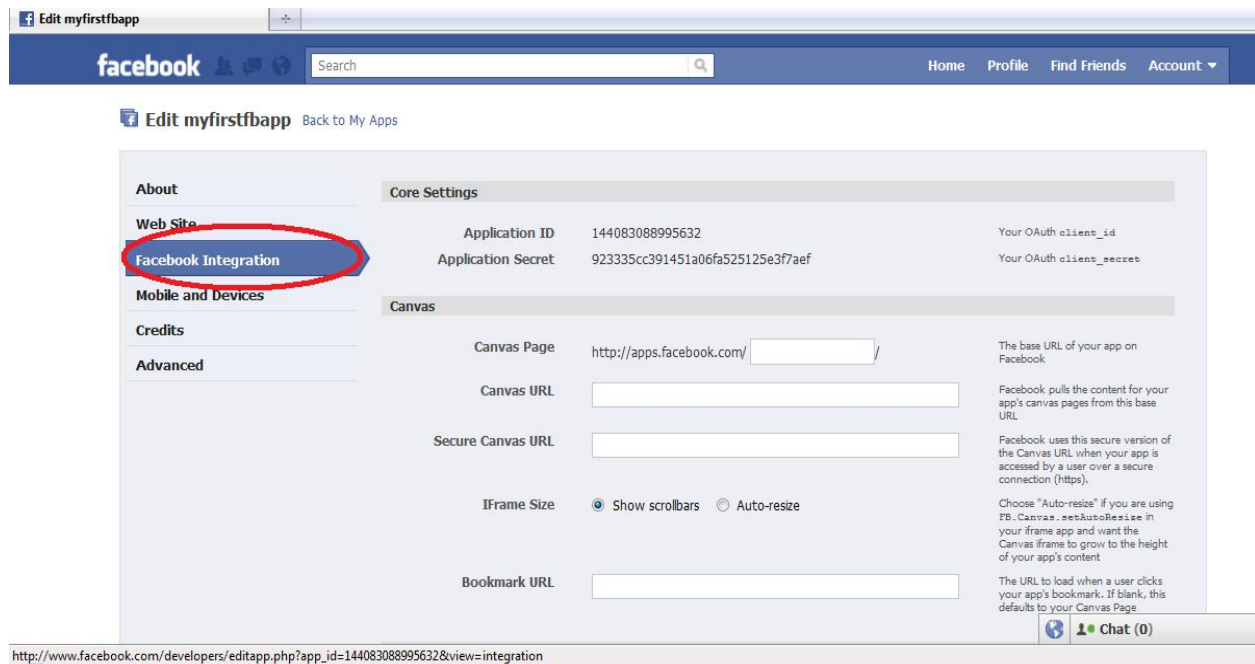 Edit myfirstfbapp
facebook
Search
Home Profile Find Friends Account
Edit myfirstfbapp Back to My Apps
About
Web Site
Facebook Integration
Mobile and Devices
Credits
Advanced
Core Settings
Application ID 144083088995632 Your OAuth client_id
Application Secret 923335cc391451a06fa525125e3f7aef Your OAuth client_secret
Canvas
Canvas Page http://apps.facebook.com/ / The base URL of your app on
Facebook
Canvas URL Facebook pulls the content for your
app's canvas pages from this base
URL
Secure Canvas URL Facebook uses this secure version of
the Canvas URL when your app is
accessed by a user over a secure
connection (https).
IFrame Size Show scrollbars Auto-resize Choose "Auto-resize" if you are using
FB.Canvas.setAutoResize in
your iframe app and want the
Canvas iframe to grow to the height
of your app's content
Bookmark URL The URL to load when a user clicks
your app's bookmark. If blank, this
defaults to your Canvas Page
Chat (0)
http://www.facebook.com/developers/editapp.php?app_id=144083088995632&view=integration